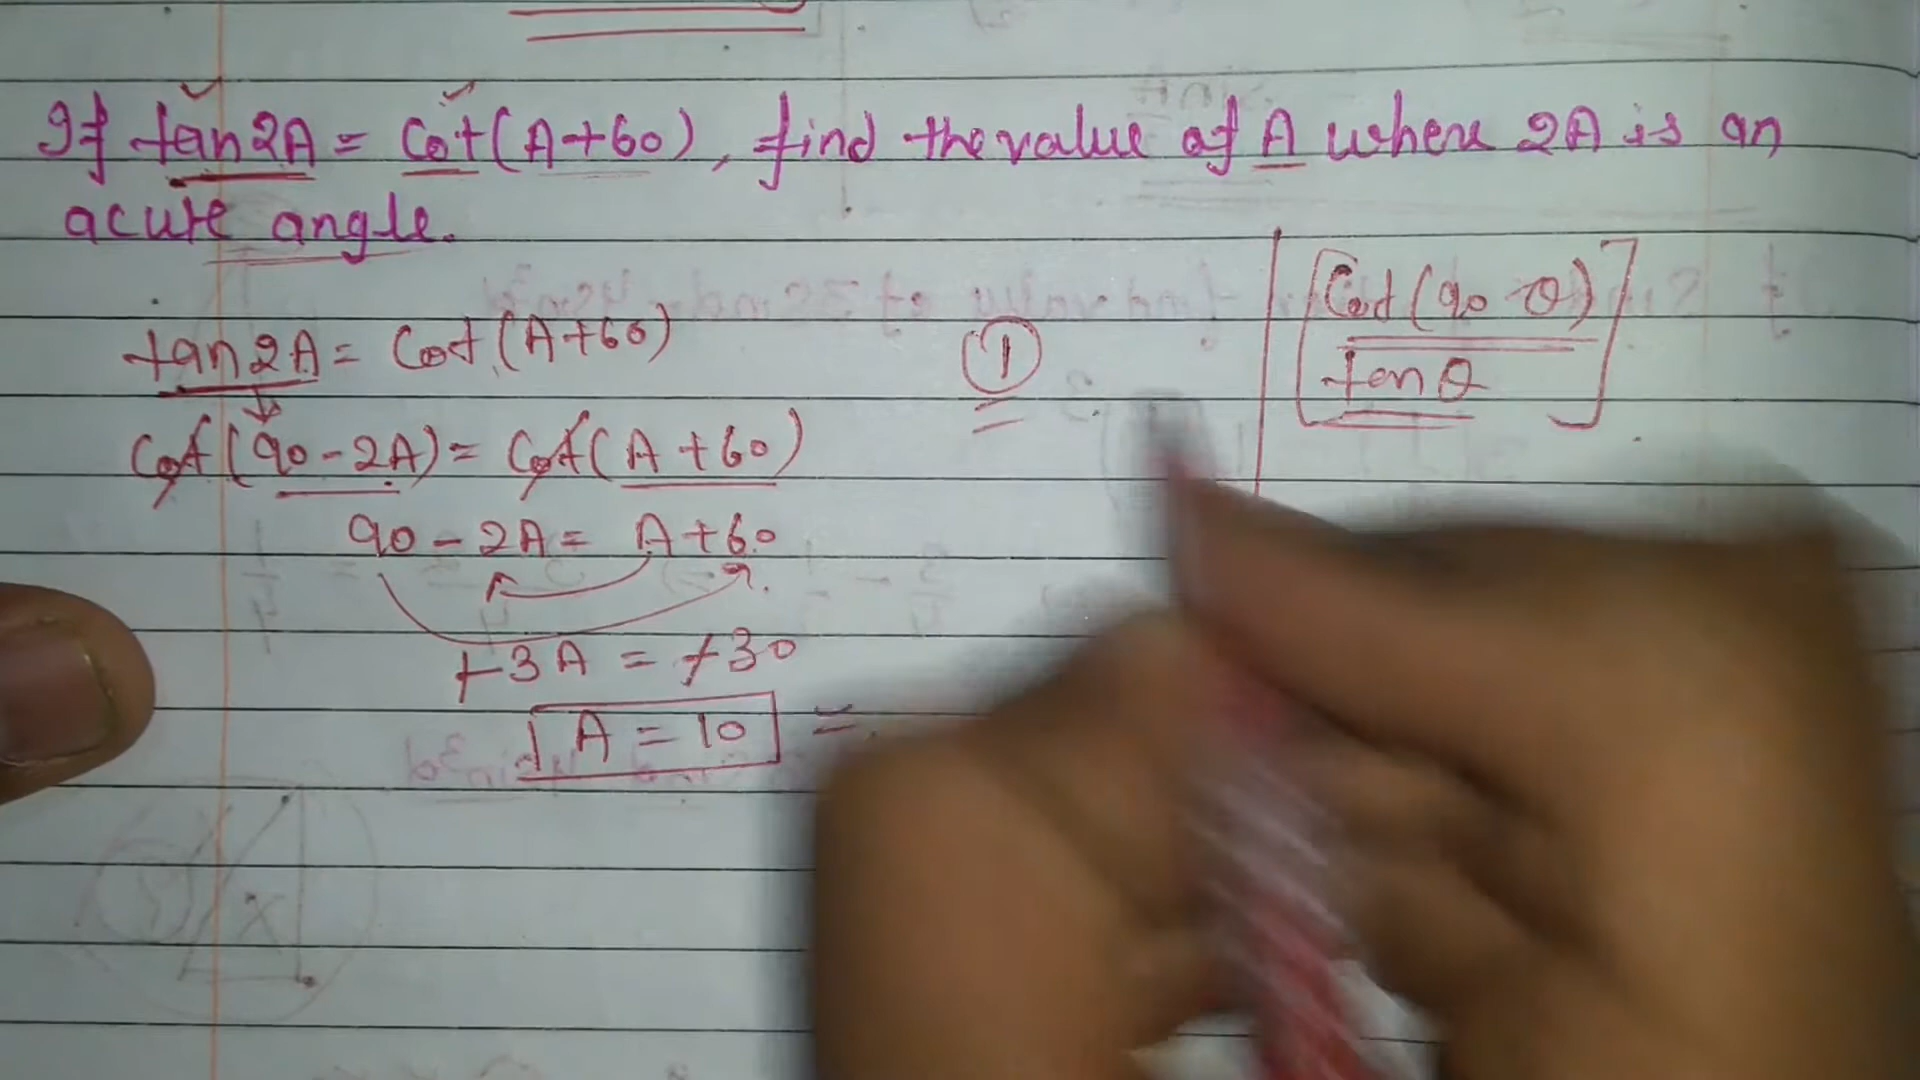 If tan2A = Cot(A+60), find the value of A where 2A is an
acute angle.
tan2A = Cot(A+60)
Cot(90-2A) = Cot(A+60)
90-2A = A+60
+3A = +30
A = 10 =
1
Cot(90-θ)
tanθ